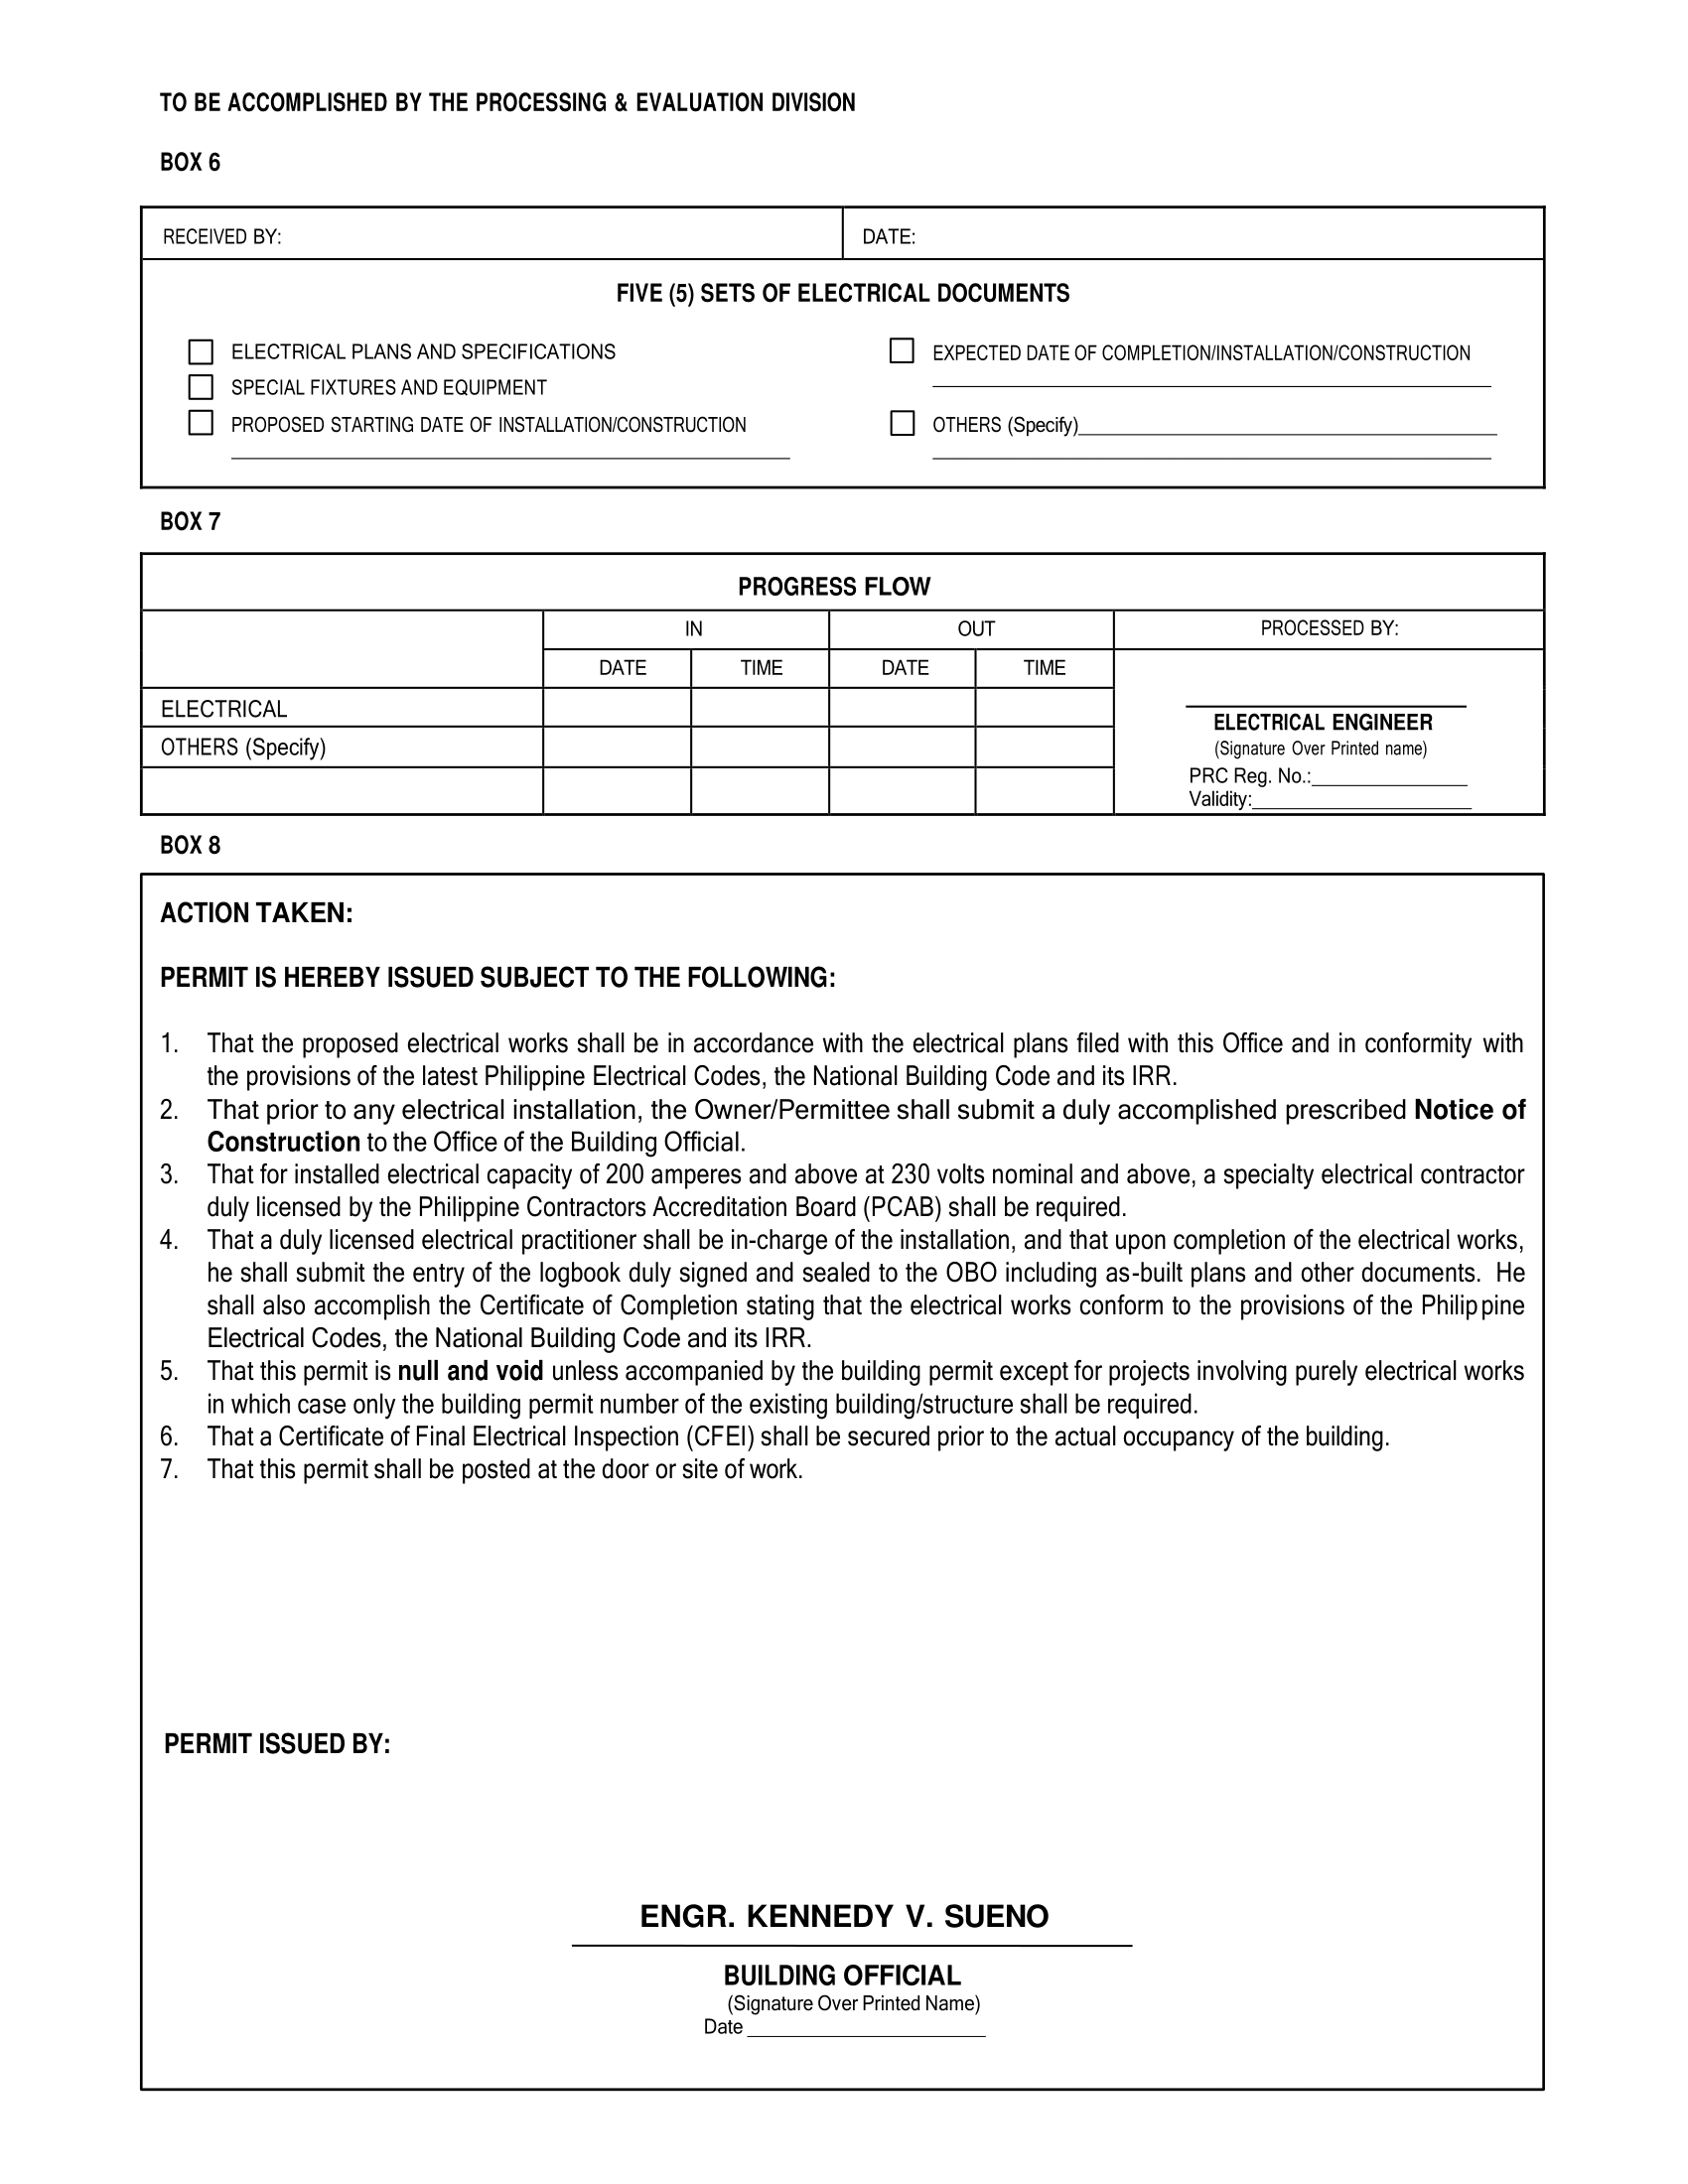 TO BE ACCOMPLISHED BY THE PROCESSING & EVALUATION DIVISION
BOX 6
RECEIVED BY:
DATE:
FIVE (5) SETS OF ELECTRICAL DOCUMENTS
ELECTRICAL PLANS AND SPECIFICATIONS
EXPECTED DATE OF COMPLETION/INSTALLATION/CONSTRUCTION
SPECIAL FIXTURES AND EQUIPMENT
PROPOSED STARTING DATE OF INSTALLATION/CONSTRUCTION
OTHERS (Specify)
BOX 7
PROGRESS FLOW
IN
OUT
PROCESSED BY:
DATE
TIME
DATE
TIME
ELECTRICAL
OTHERS (Specify)
ELECTRICAL ENGINEER
(Signature Over Printed name)
PRC Reg. No.:
Validity:
BOX 8
ACTION TAKEN:
PERMIT IS HEREBY ISSUED SUBJECT TO THE FOLLOWING:
1. That the proposed electrical works shall be in accordance with the electrical plans filed with this Office and in conformity with
the provisions of the latest Philippine Electrical Codes, the National Building Code and its IRR.
2. That prior to any electrical installation, the Owner/Permittee shall submit a duly accomplished prescribed Notice of
Construction to the Office of the Building Official.
3. That for installed electrical capacity of 200 amperes and above at 230 volts nominal and above, a specialty electrical contractor
duly licensed by the Philippine Contractors Accreditation Board (PCAB) shall be required.
4. That a duly licensed electrical practitioner shall be in-charge of the installation, and that upon completion of the electrical works,
he shall submit the entry of the logbook duly signed and sealed to the OBO including as-built plans and other documents. He
shall also accomplish the Certificate of Completion stating that the electrical works conform to the provisions of the Philippine
Electrical Codes, the National Building Code and its IRR.
5. That this permit is null and void unless accompanied by the building permit except for projects involving purely electrical works
in which case only the building permit number of the existing building/structure shall be required.
6. That a Certificate of Final Electrical Inspection (CFEI) shall be secured prior to the actual occupancy of the building.
7. That this permit shall be posted at the door or site of work.
PERMIT ISSUED BY:
ENGR. KENNEDY V. SUENO
BUILDING OFFICIAL
(Signature Over Printed Name)
Date